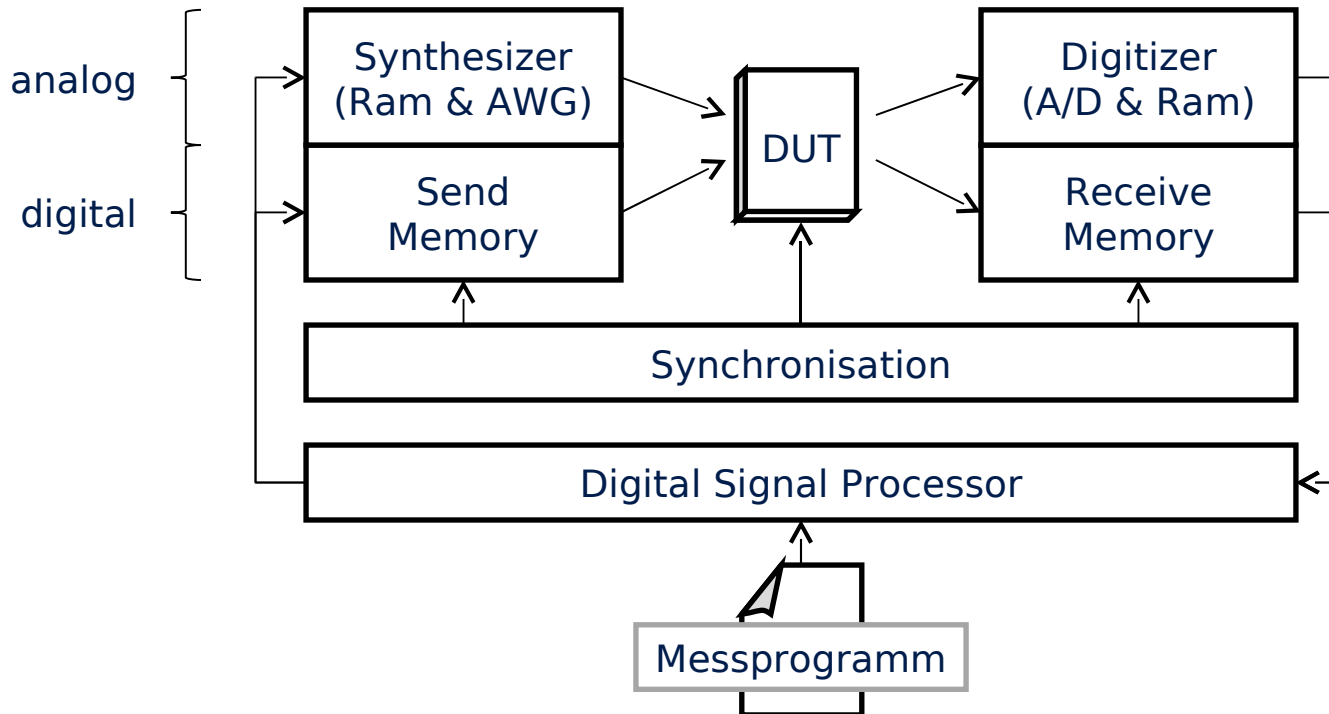 analog
Synthesizer
(Ram & AWG)
DUT
Digitizer
(A/D & Ram)
digital
Send
Memory
Receive
Memory
Synchronisation
Digital Signal Processor
Messprogramm